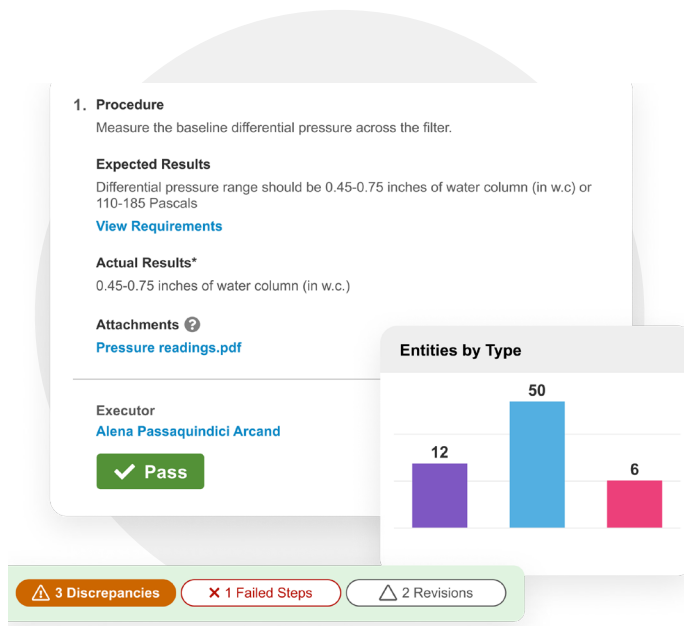 1. Procedure
Measure the baseline differential pressure across the filter.
Expected Results
Differential pressure range should be 0.45-0.75 inches of water column (in w.c) or
110-185 Pascals
View Requirements
Actual Results*
0.45-0.75 inches of water column (in w.c.)
Attachments ?
Pressure readings.pdf
Executor
Alena Passaquindici Arcand
Pass
Entities by Type
50
12
6
3 Discrepancies
1 Failed Steps
2 Revisions